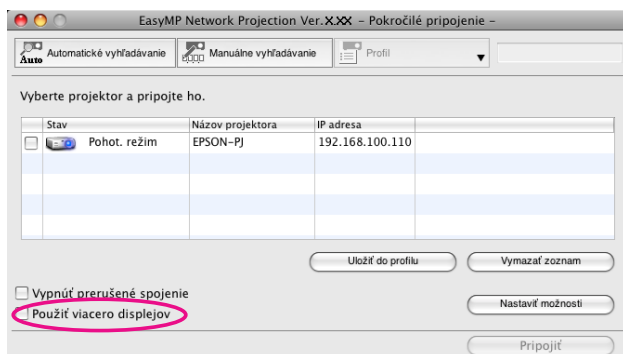 EasyMP Network Projection Ver.X.XX – Pokročilé pripojenie –
Auto Automatické vyhľadávanie Manuálne vyhľadávanie Profil
Vyberte projektor a pripojte ho.
Stav Názov projektora IP adresa
Pohot. režim EPSON-PJ 192.168.100.110
Uložiť do profilu Vymazať zoznam
Vypnúť prerušené spojenie
Nastaviť možnosti
Použiť viacero displejov
Pripojiť